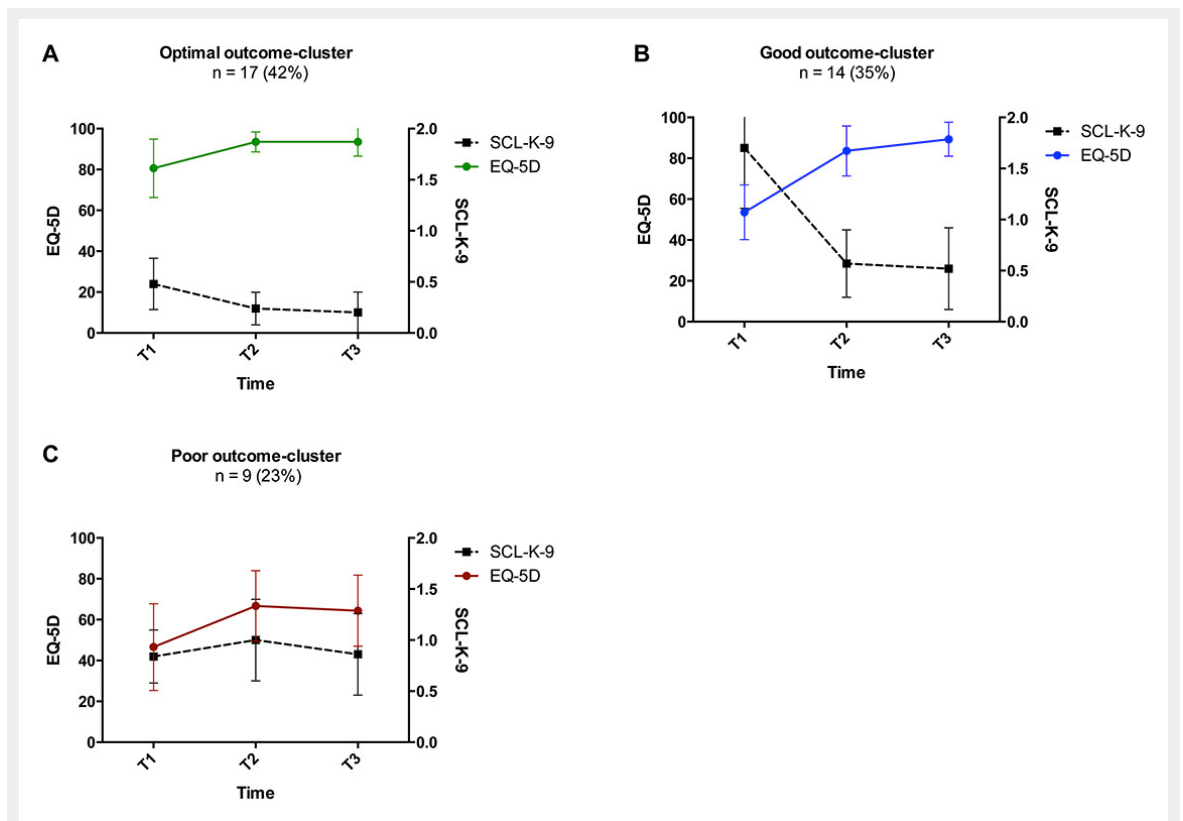 A
Optimal outcome-cluster
n = 17 (42%)
100
80
60
40
20
0
EQ-5D
2.0
1.5
1.0
0.5
0.0
SCL-K-9
SCL-K-9
EQ-5D
T1
T2
T3
Time
B
Good outcome-cluster
n = 14 (35%)
100
80
60
40
20
0
EQ-5D
2.0
1.5
1.0
0.5
0.0
SCL-K-9
SCL-K-9
EQ-5D
T1
T2
T3
Time
C
Poor outcome-cluster
n = 9 (23%)
100
80
60
40
20
0
EQ-5D
2.0
1.5
1.0
0.5
0.0
SCL-K-9
SCL-K-9
EQ-5D
T1
T2
T3
Time